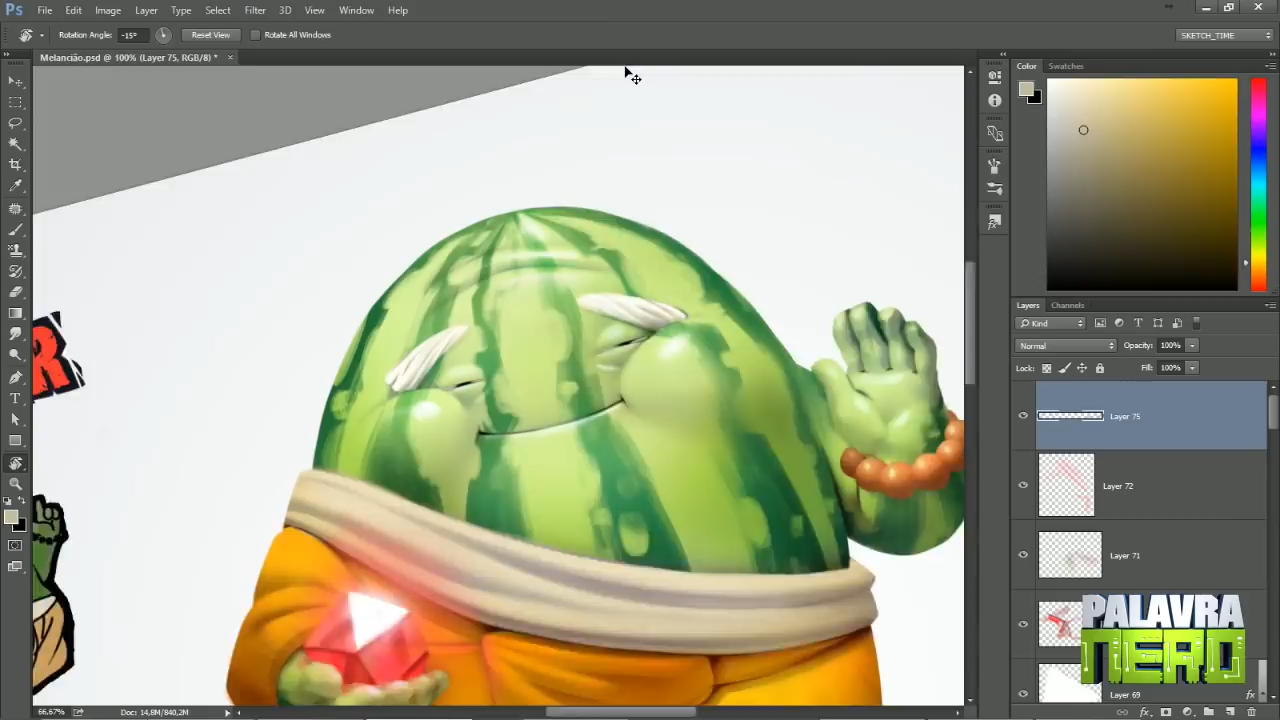 Ps File Edit Image Layer Type Select Filter 3D View Window Help
Rotation Angle: -15° Reset View Rotate All Windows SKETCH_TIME
Melancião.psd @ 100% (Layer 75, RGB/8) *
Color Swatches
R
Layers Channels
Kind
Normal Opacity: 100%
Lock: Fill: 100%
Layer 75
Layer 72
Layer 71
PALAVRA
NERD
Layer 69
66,67% Doc: 14,8M/840,2M